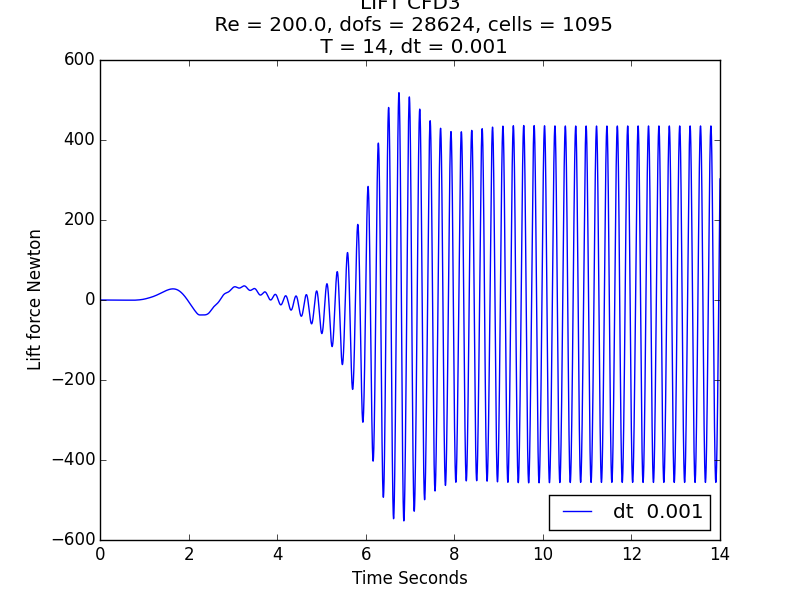 LIFT CFD3
Re = 200.0, dofs = 28624, cells = 1095
T = 14, dt = 0.001
600
400
200
0
−200
−400
−600
Lift force Newton
dt 0.001
0 2 4 6 8 10 12 14
Time Seconds